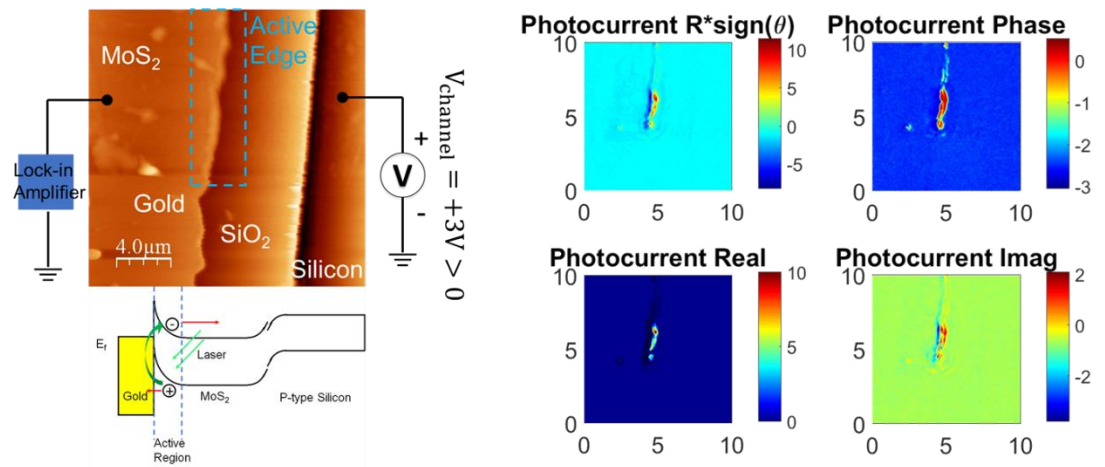 MoS2
Active
Edge
Lock-in
Amplifier
Gold
SiO2
4.0µm
Silicon
+
V
-
Vchannel = +3V > 0
Ef
-
Laser
+
Gold
MoS2
P-type Silicon
Active
Region
Photocurrent R*sign(θ)
10
5
0
0
5
10
10
5
0
-5
Photocurrent Phase
10
5
0
0
5
10
0
-1
-2
-3
Photocurrent Real
10
5
0
0
5
10
10
5
0
Photocurrent Imag
10
5
0
0
5
10
2
0
-2